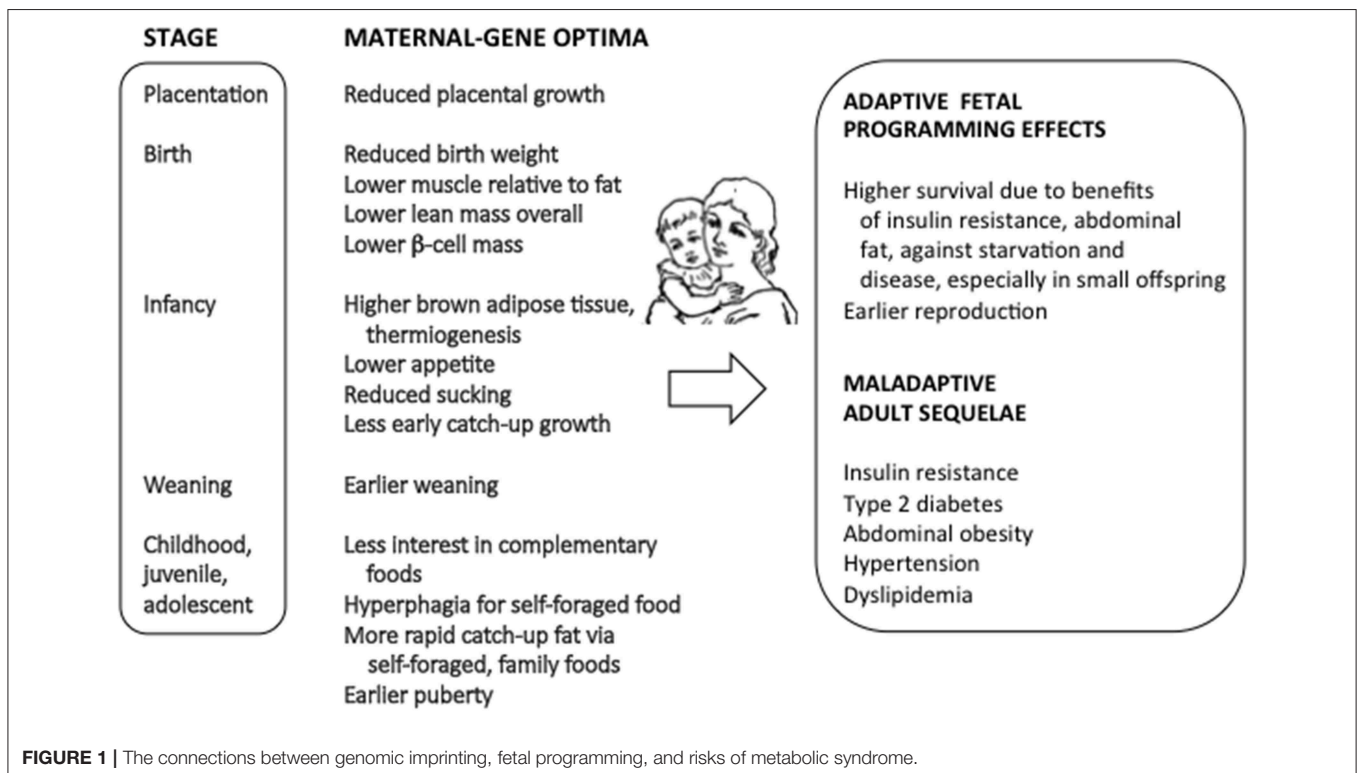 STAGE
Placentation
Birth
Infancy
Weaning
Childhood,
juvenile,
adolescent
MATERNAL-GENE OPTIMA
Reduced placental growth
Reduced birth weight
Lower muscle relative to fat
Lower lean mass overall
Lower β-cell mass
Higher brown adipose tissue,
thermiogenesis
Lower appetite
Reduced sucking
Less early catch-up growth
Earlier weaning
Less interest in complementary
foods
Hyperphagia for self-foraged food
More rapid catch-up fat via
self-foraged, family foods
Earlier puberty
ADAPTIVE FETAL
PROGRAMMING EFFECTS
Higher survival due to benefits
of insulin resistance, abdominal
fat, against starvation and
disease, especially in small offspring
Earlier reproduction
MALADAPTIVE
ADULT SEQUELAE
Insulin resistance
Type 2 diabetes
Abdominal obesity
Hypertension
Dyslipidemia
FIGURE 1 | The connections between genomic imprinting, fetal programming, and risks of metabolic syndrome.